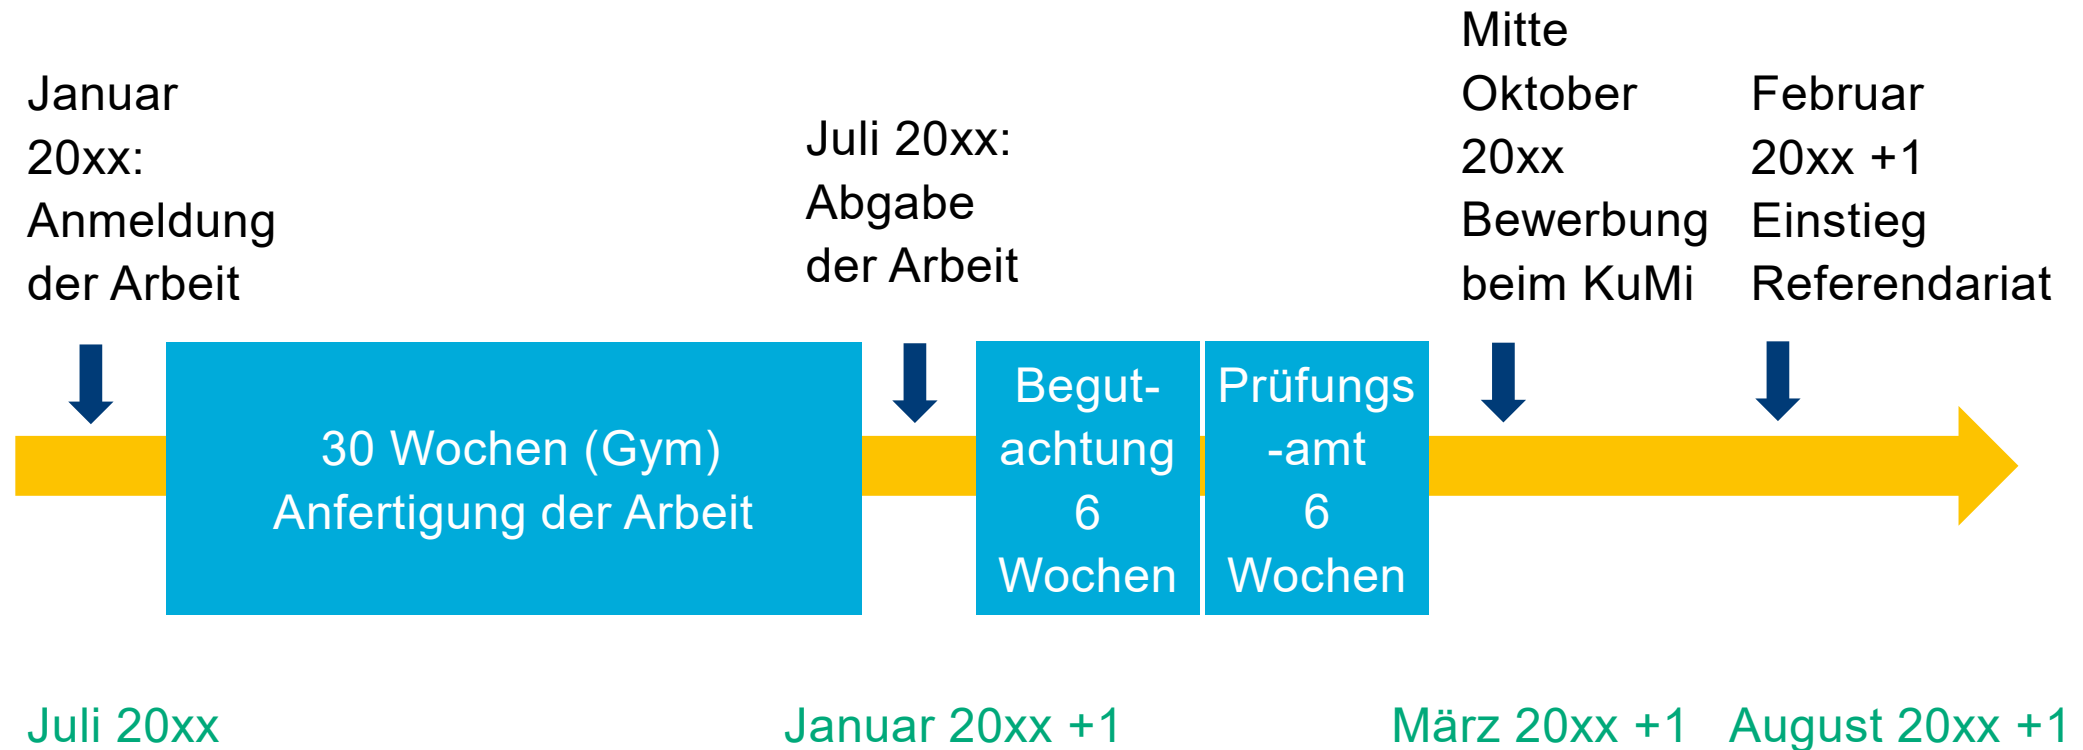 Januar
20xx:
Anmeldung
der Arbeit
Juli 20xx:
Abgabe
der Arbeit
Mitte
Oktober
20xx
Bewerbung
beim KuMi
Februar
20xx +1
Einstieg
Referendariat
30 Wochen (Gym)
Anfertigung der Arbeit
Begut-
achtung
6
Wochen
Prüfungs
-amt
6
Wochen
Juli 20xx
Januar 20xx +1
März 20xx +1
August 20xx +1